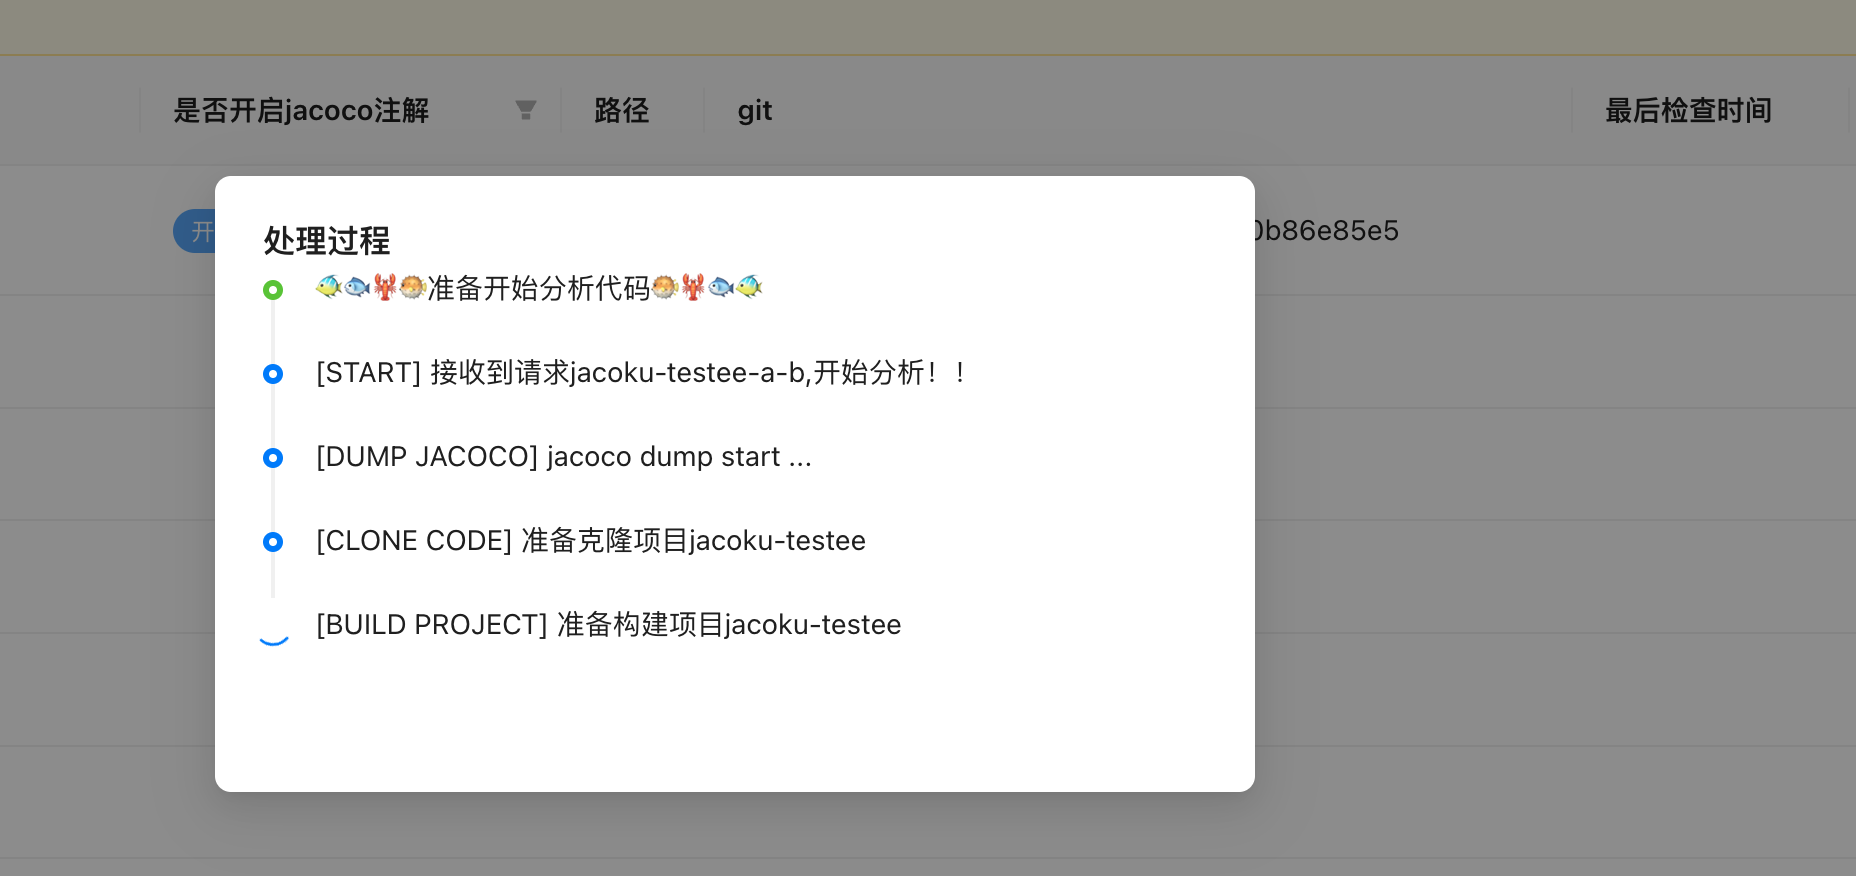 是否开启jacoco注解 路径 git 最后检查时间
开
0b86e85e5
处理过程
🐠🐟🦞🐡准备开始分析代码🐡🦞🐟🐠
[START] 接收到请求jacoku-testee-a-b,开始分析！！
[DUMP JACOCO] jacoco dump start ...
[CLONE CODE] 准备克隆项目jacoku-testee
[BUILD PROJECT] 准备构建项目jacoku-testee